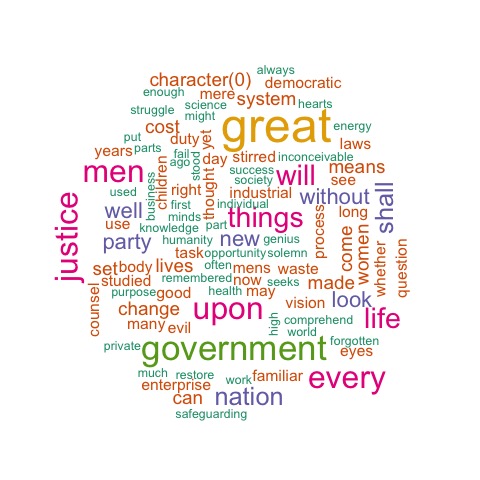 always
character(0) democratic
enough mere system
science hearts
struggle might
cost great energy
put duty yet laws
parts
years fail day stirred inconceivable
ago stood
men children success will means
thought society see
used business right industrial without shall
justice well first individual long
minds things
use knowledge part
party humanity new genius process come women whether question
task opportunity solemn
set body lives often mens waste
studied remembered now seeks made
purpose good health may look
counsel change upon vision life
many evil high comprehend
world
private government forgotten
eyes
much restore work familiar every
enterprise
can nation
safeguarding